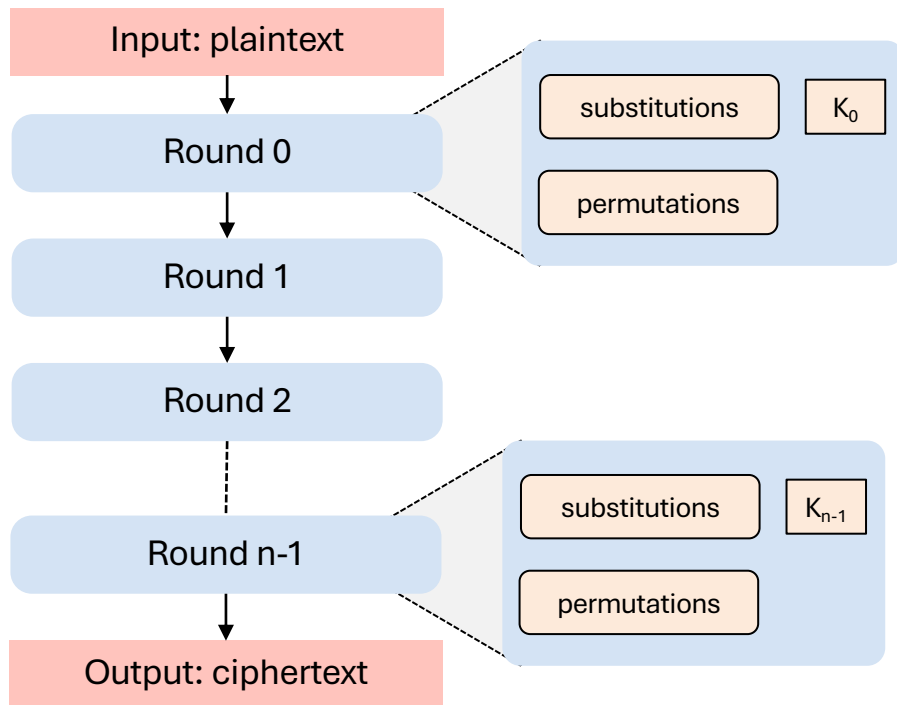 Input: plaintext
substitutions
K₀
Round 0
permutations
Round 1
Round 2
substitutions
Kₙ₋₁
Round n-1
permutations
Output: ciphertext